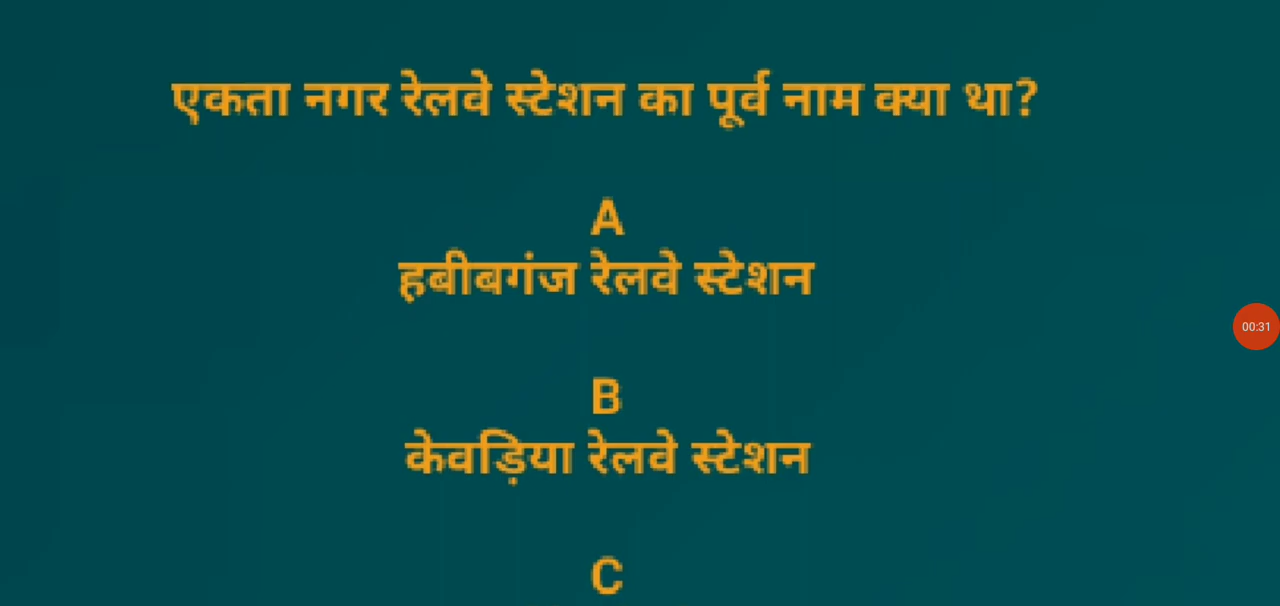 एकता नगर रेलवे स्टेशन का पूर्व नाम क्या था?
A
हबीबगंज रेलवे स्टेशन
00:31
B
केवड़िया रेलवे स्टेशन
C